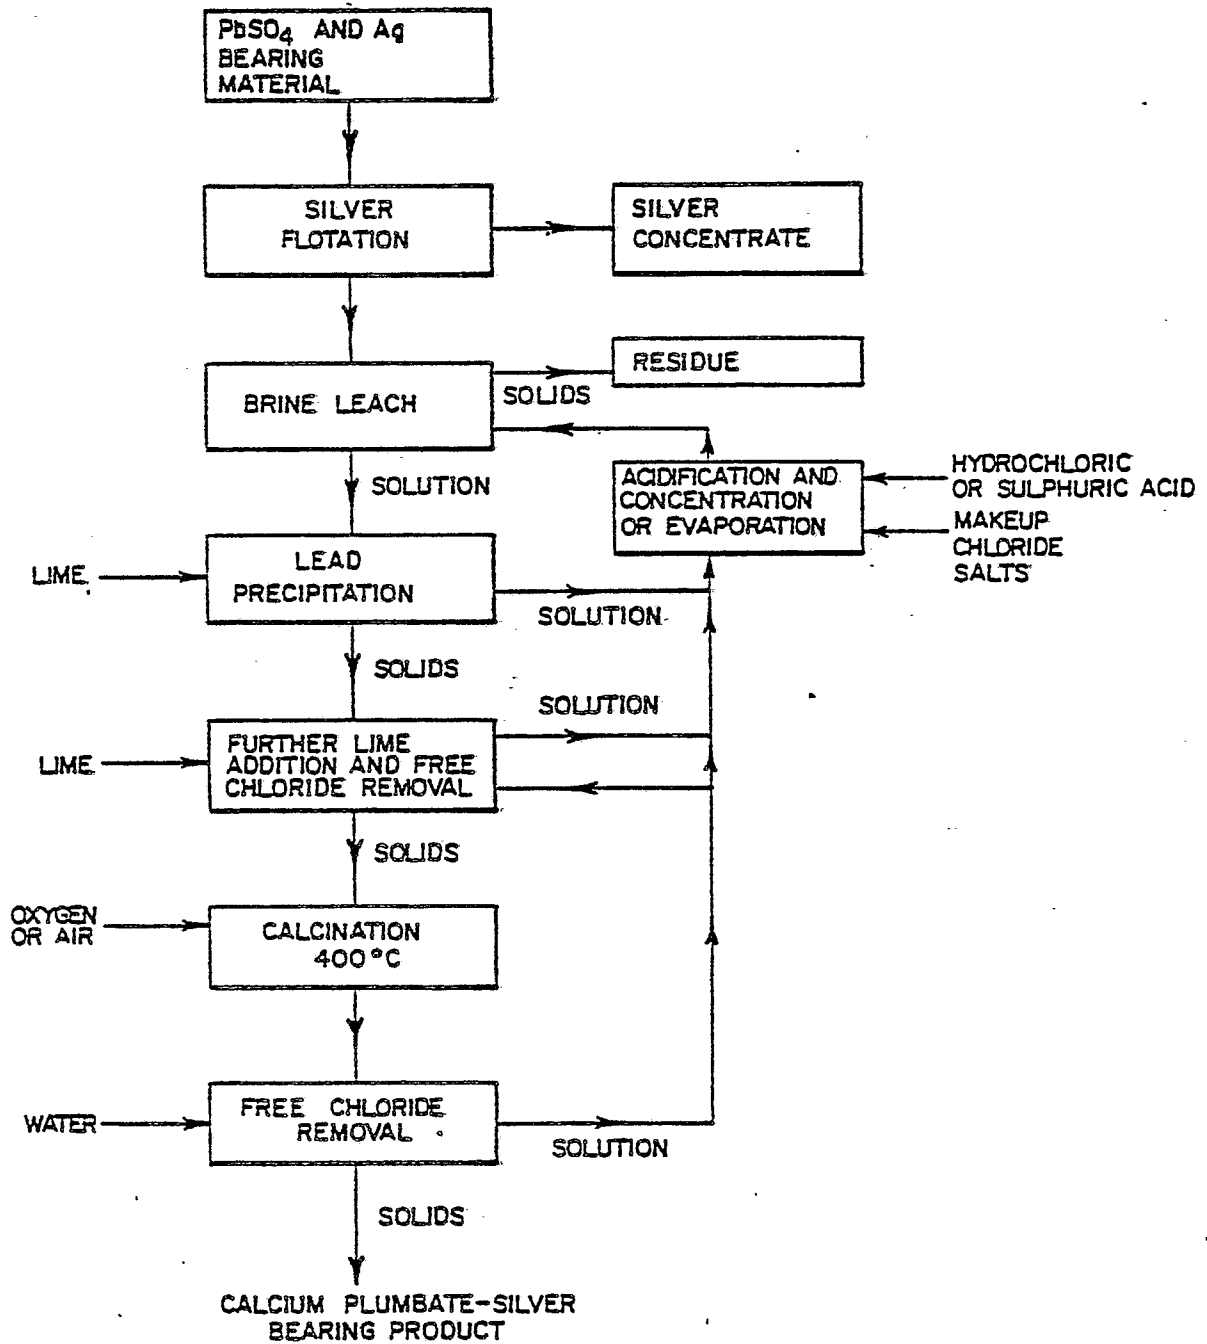 PbSO4 AND Ag
BEARING
MATERIAL
SILVER
FLOTATION
SILVER
CONCENTRATE
BRINE LEACH
SOLIDS
RESIDUE
SOLUTION
ACIDIFICATION AND
CONCENTRATION
OR EVAPORATION
HYDROCHLORIC
OR SULPHURIC ACID
MAKEUP
CHLORIDE
SALTS
LIME
LEAD
PRECIPITATION
SOLUTION
SOLIDS
SOLUTION
LIME
FURTHER LIME
ADDITION AND FREE
CHLORIDE REMOVAL
SOLIDS
OXYGEN
OR AIR
CALCINATION
400°C
WATER
FREE CHLORIDE
REMOVAL
SOLUTION
SOLIDS
CALCIUM PLUMBATE-SILVER
BEARING PRODUCT